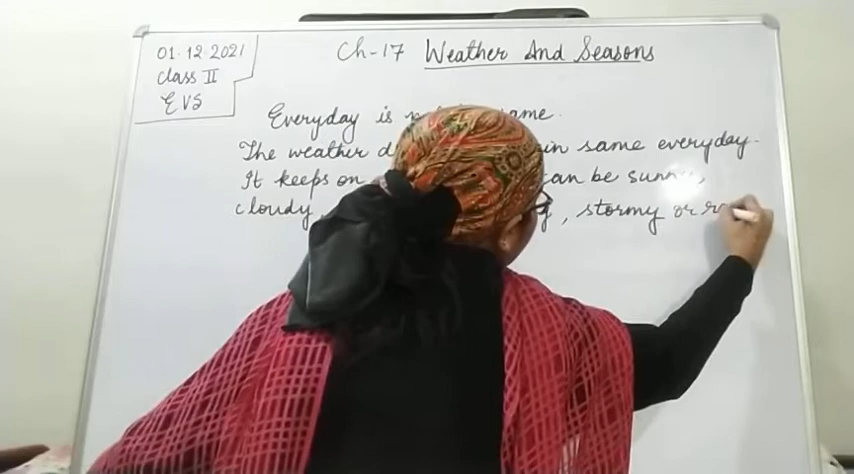 01.12.2021
Class II
EVS
Ch-17 Weather And Seasons
Everyday is
The weather same everyday.
It keeps on can be
cloudy, , stormy or